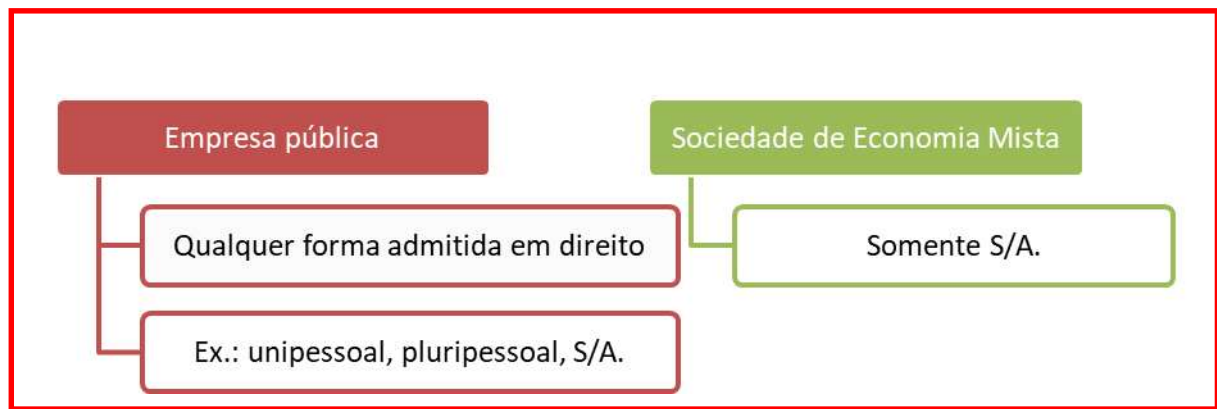 Empresa pública
Qualquer forma admitida em direito
Ex.: unipessoal, pluripessoal, S/A.
Sociedade de Economia Mista
Somente S/A.